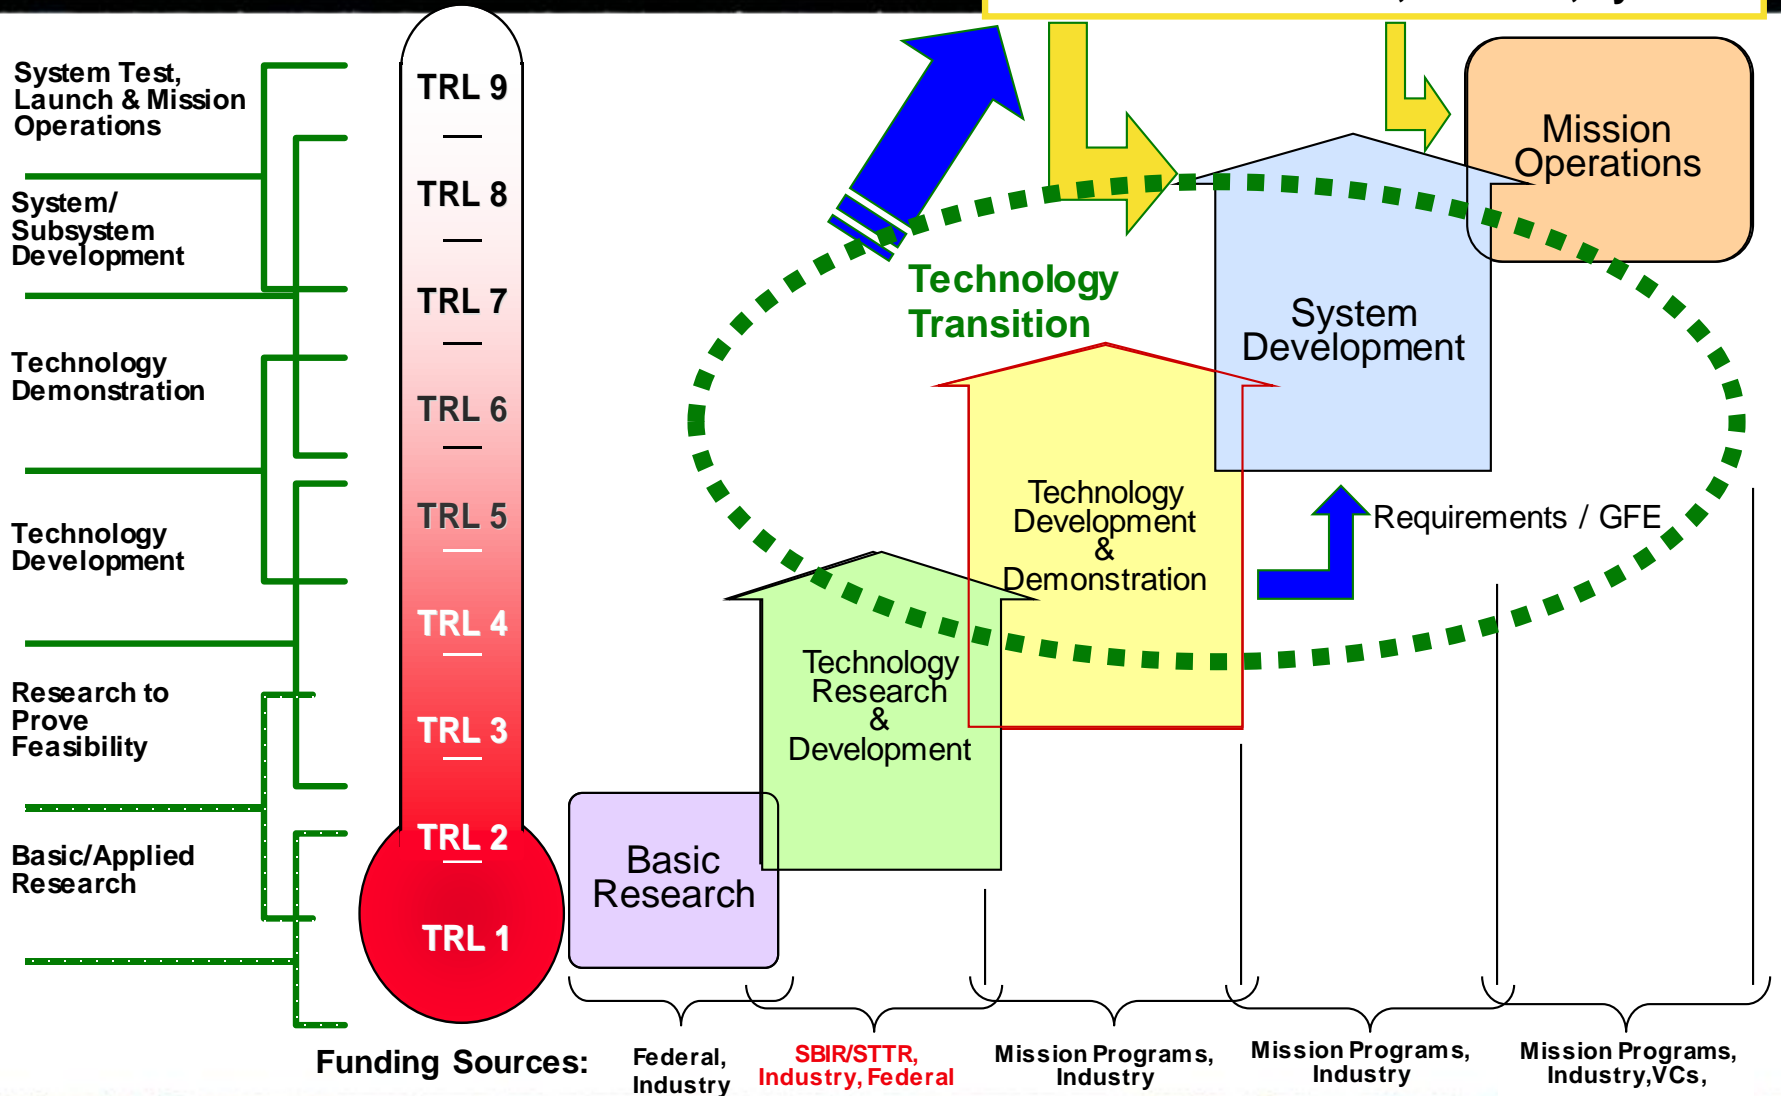 System Test,
Launch & Mission
Operations
System/
Subsystem
Development
Technology
Demonstration
Technology
Development
Research to
Prove
Feasibility
Basic/Applied
Research
TRL 9
TRL 8
TRL 7
TRL 6
TRL 5
TRL 4
TRL 3
TRL 2
TRL 1
Mission
Operations
System
Development
Technology
Transition
Technology
Development
&
Demonstration
Requirements / GFE
Technology
Research
&
Development
Basic
Research
Funding Sources:
Federal,
Industry
SBIR/STTR,
Industry, Federal
Mission Programs,
Industry
Mission Programs,
Industry
Mission Programs,
Industry,VCs,